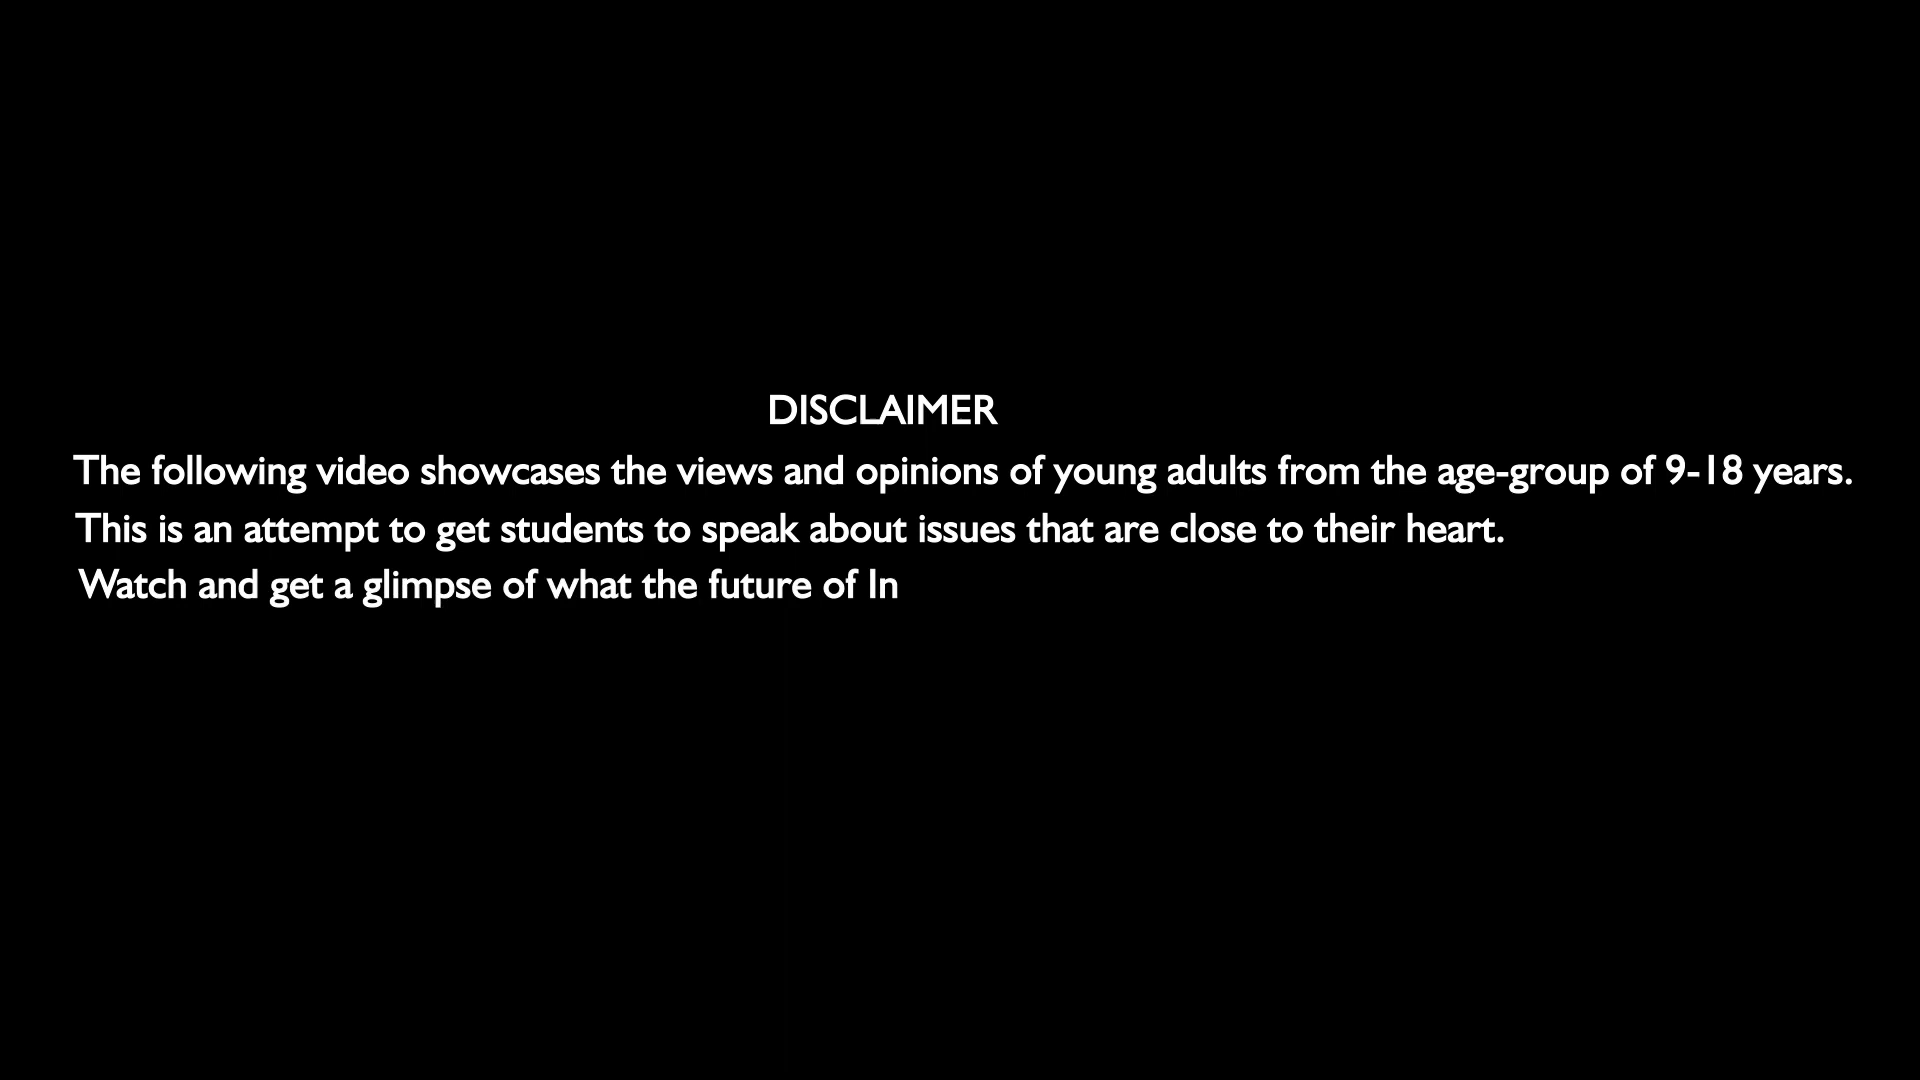 DISCLAIMER
The following video showcases the views and opinions of young adults from the age-group of 9-18 years.
This is an attempt to get students to speak about issues that are close to their heart.
Watch and get a glimpse of what the future of In